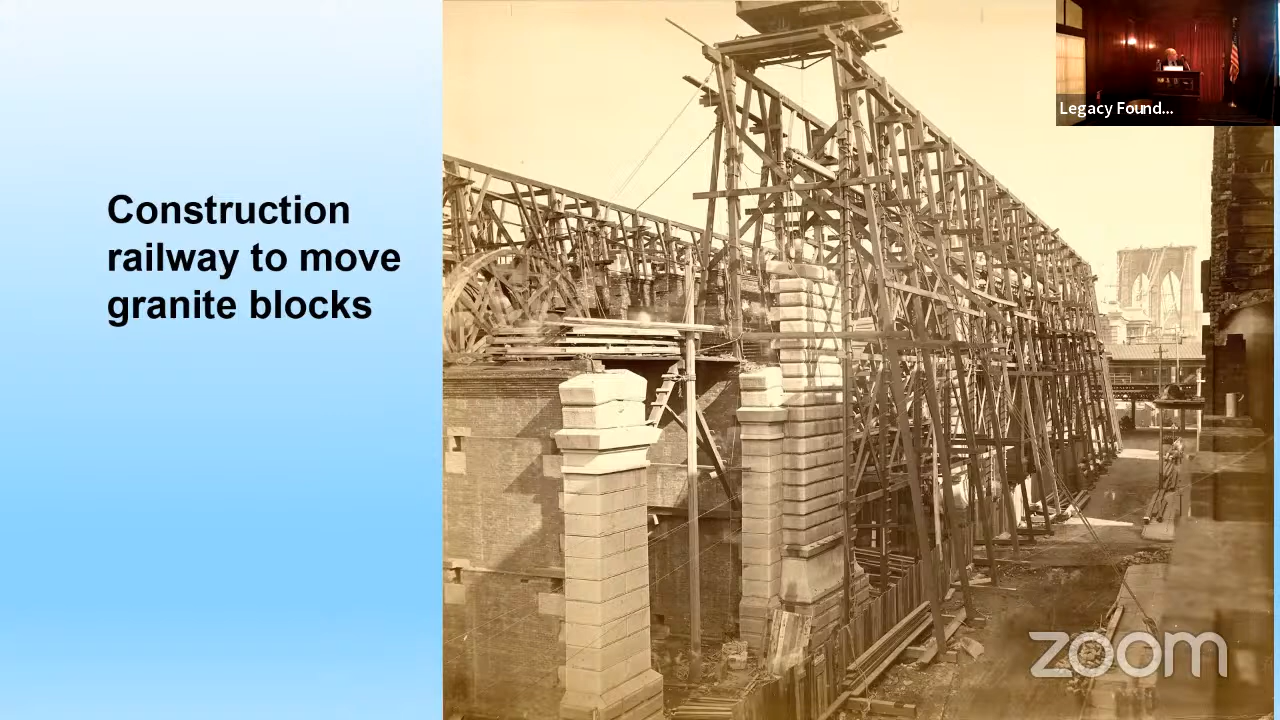 Construction
railway to move
granite blocks
Legacy Found...
zoom